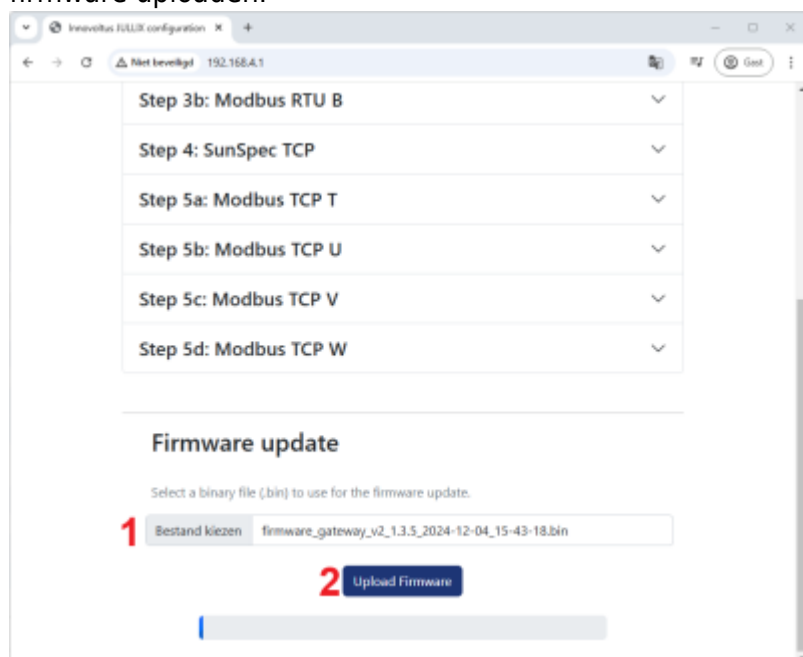 firmware uploaden.
Innovoltus JULLIX configuration
Niet beveiligd 192.168.4.1 Gast
Step 3b: Modbus RTU B
Step 4: SunSpec TCP
Step 5a: Modbus TCP T
Step 5b: Modbus TCP U
Step 5c: Modbus TCP V
Step 5d: Modbus TCP W
Firmware update
Select a binary file (.bin) to use for the firmware update.
1 Bestand kiezen firmware_gateway_v2_1.3.5_2024-12-04_15-43-18.bin
2 Upload Firmware